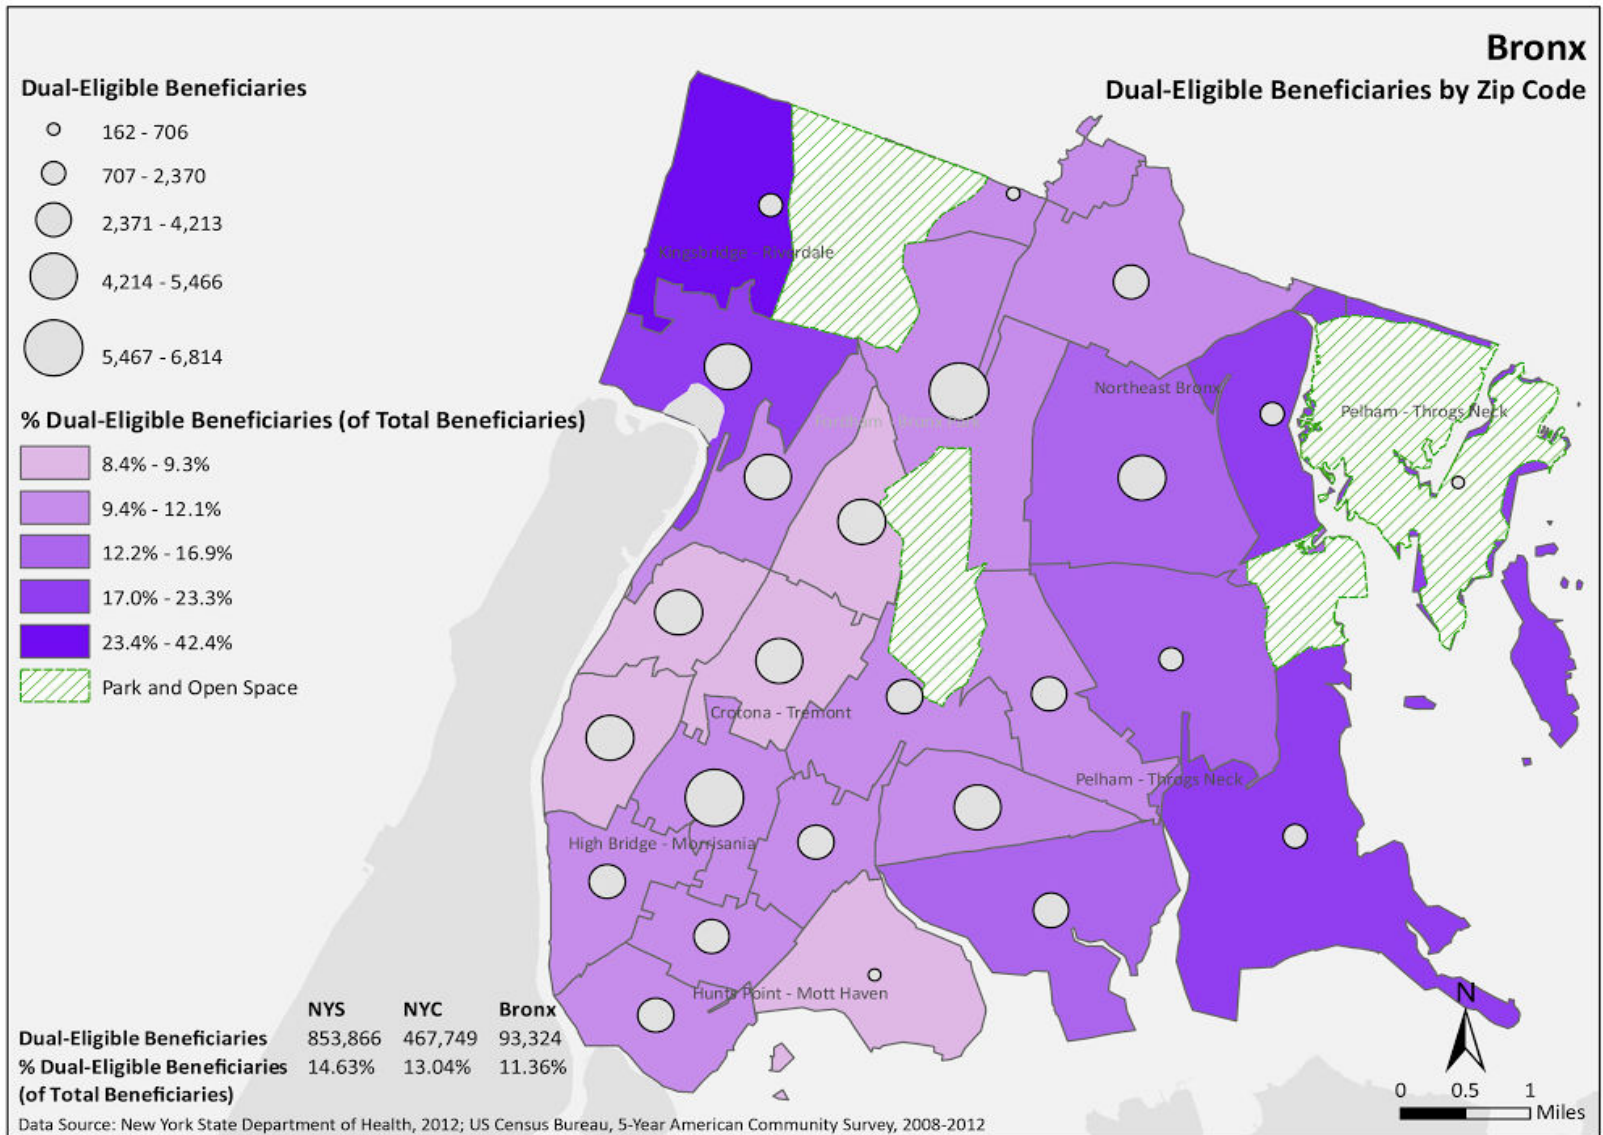 Bronx
Dual-Eligible Beneficiaries by Zip Code
Dual-Eligible Beneficiaries
162 - 706
707 - 2,370
2,371 - 4,213
4,214 - 5,466
5,467 - 6,814
% Dual-Eligible Beneficiaries (of Total Beneficiaries)
8.4% - 9.3%
9.4% - 12.1%
12.2% - 16.9%
17.0% - 23.3%
23.4% - 42.4%
Park and Open Space
Kingsbridge - Riverdale
Northeast Bronx
Pelham - Throgs Neck
Fordham - Bronx Park
Crotona - Tremont
Pelham - Throgs Neck
High Bridge - Morrisania
Hunts Point - Mott Haven
NYS NYC Bronx
Dual-Eligible Beneficiaries 853,866 467,749 93,324
% Dual-Eligible Beneficiaries 14.63% 13.04% 11.36%
(of Total Beneficiaries)
N
0 0.5 1
Miles
Data Source: New York State Department of Health, 2012; US Census Bureau, 5-Year American Community Survey, 2008-2012